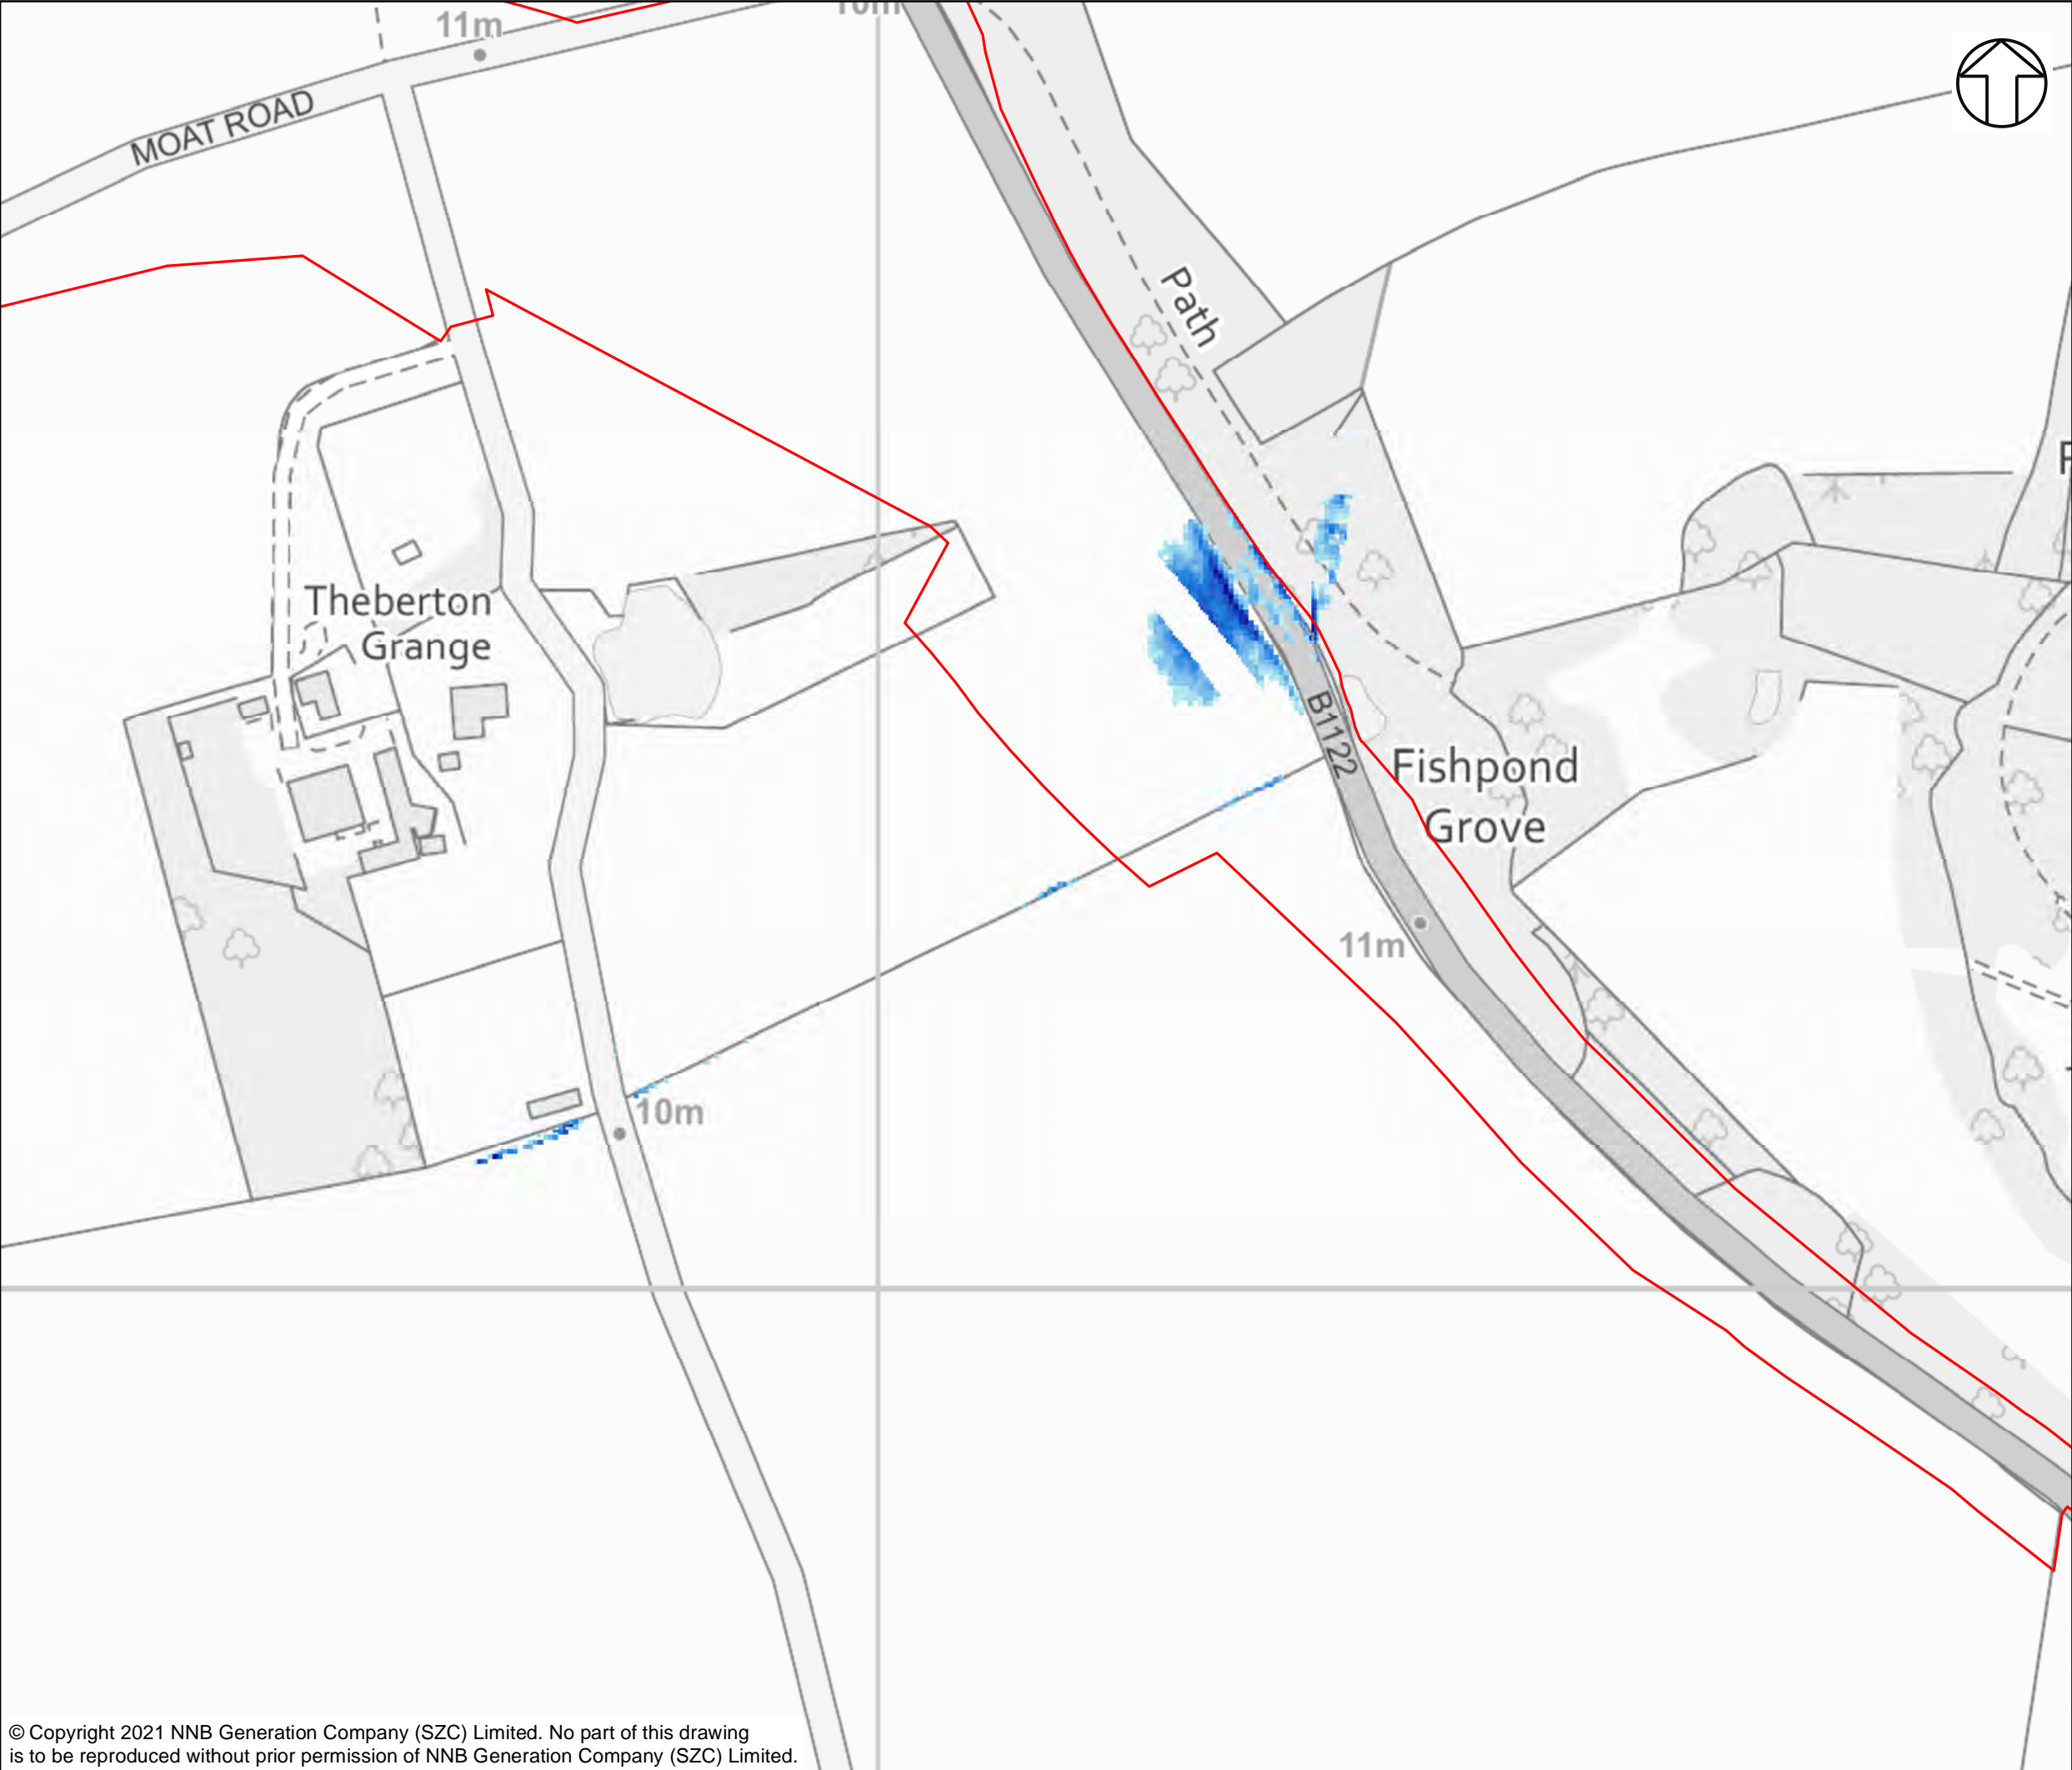 11m
10m
MOAT ROAD
Path
Theberton
Grange
B1122
Fishpond
Grove
11m
10m
© Copyright 2021 NNB Generation Company (SZC) Limited. No part of this drawing
is to be reproduced without prior permission of NNB Generation Company (SZC) Limited.